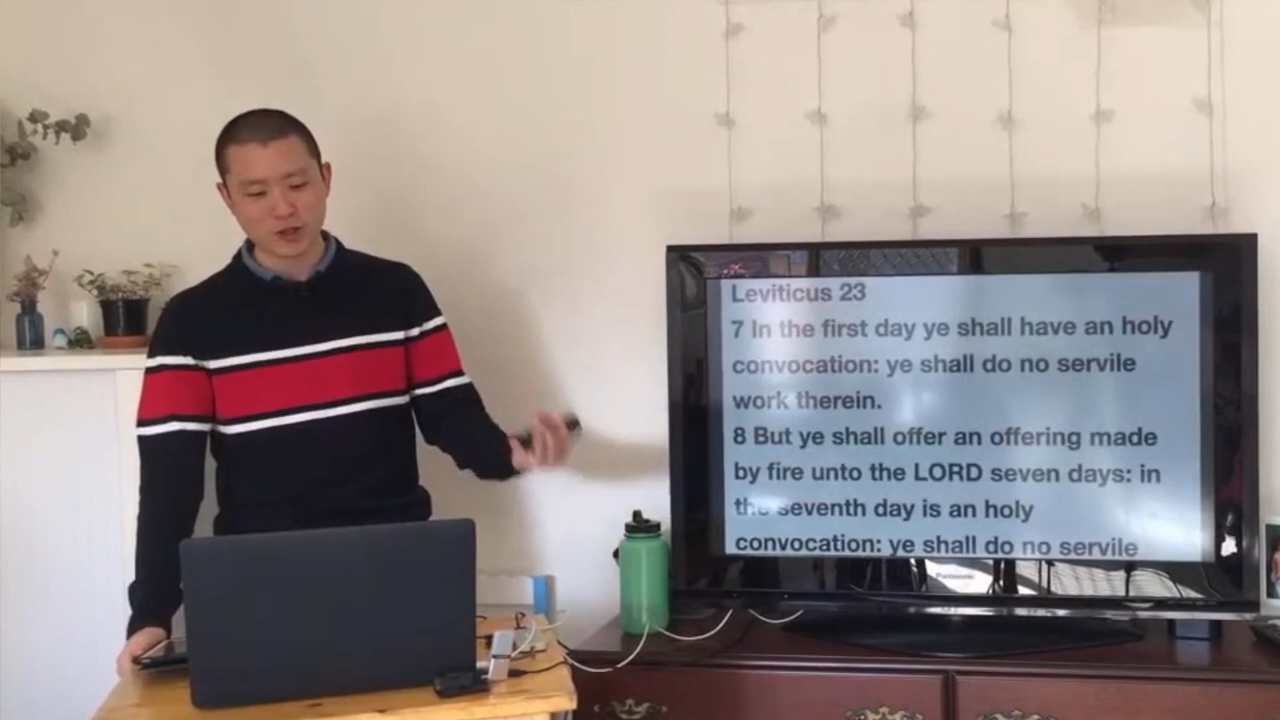 Leviticus 23
7 In the first day ye shall have an holy
convocation: ye shall do no servile
work therein.
8 But ye shall offer an offering made
by fire unto the LORD seven days: in
the seventh day is an holy
convocation: ye shall do no servile
Panasonic